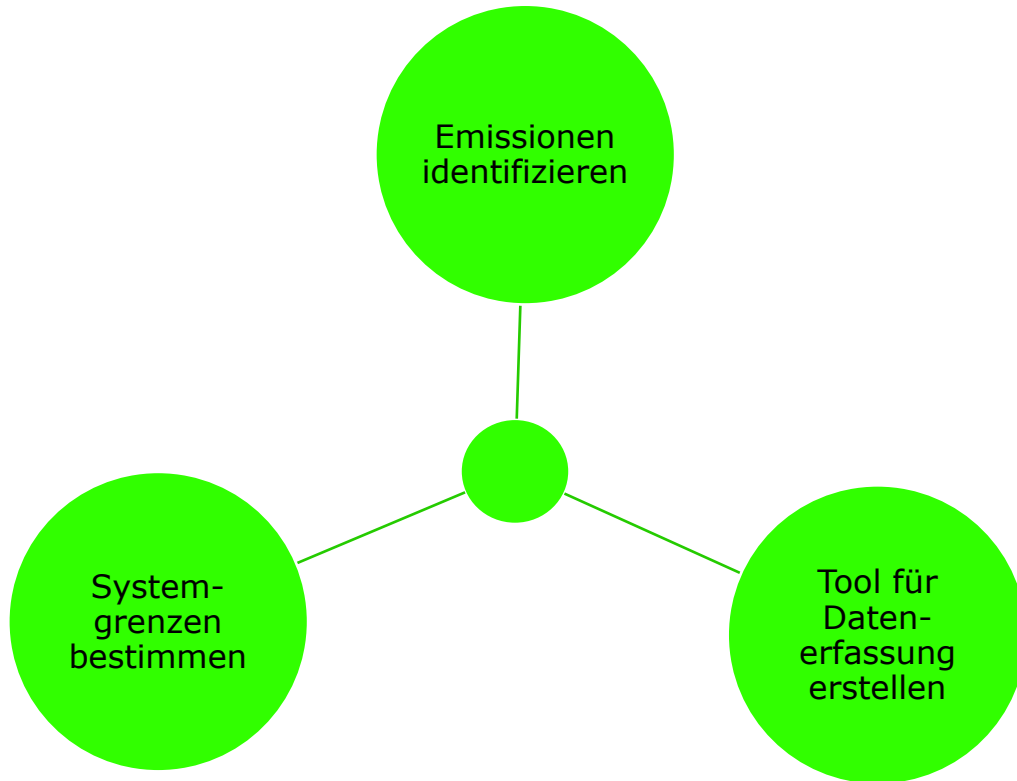 Emissionen
identifizieren
System-
grenzen
bestimmen
Tool für
Daten-
erfassung
erstellen